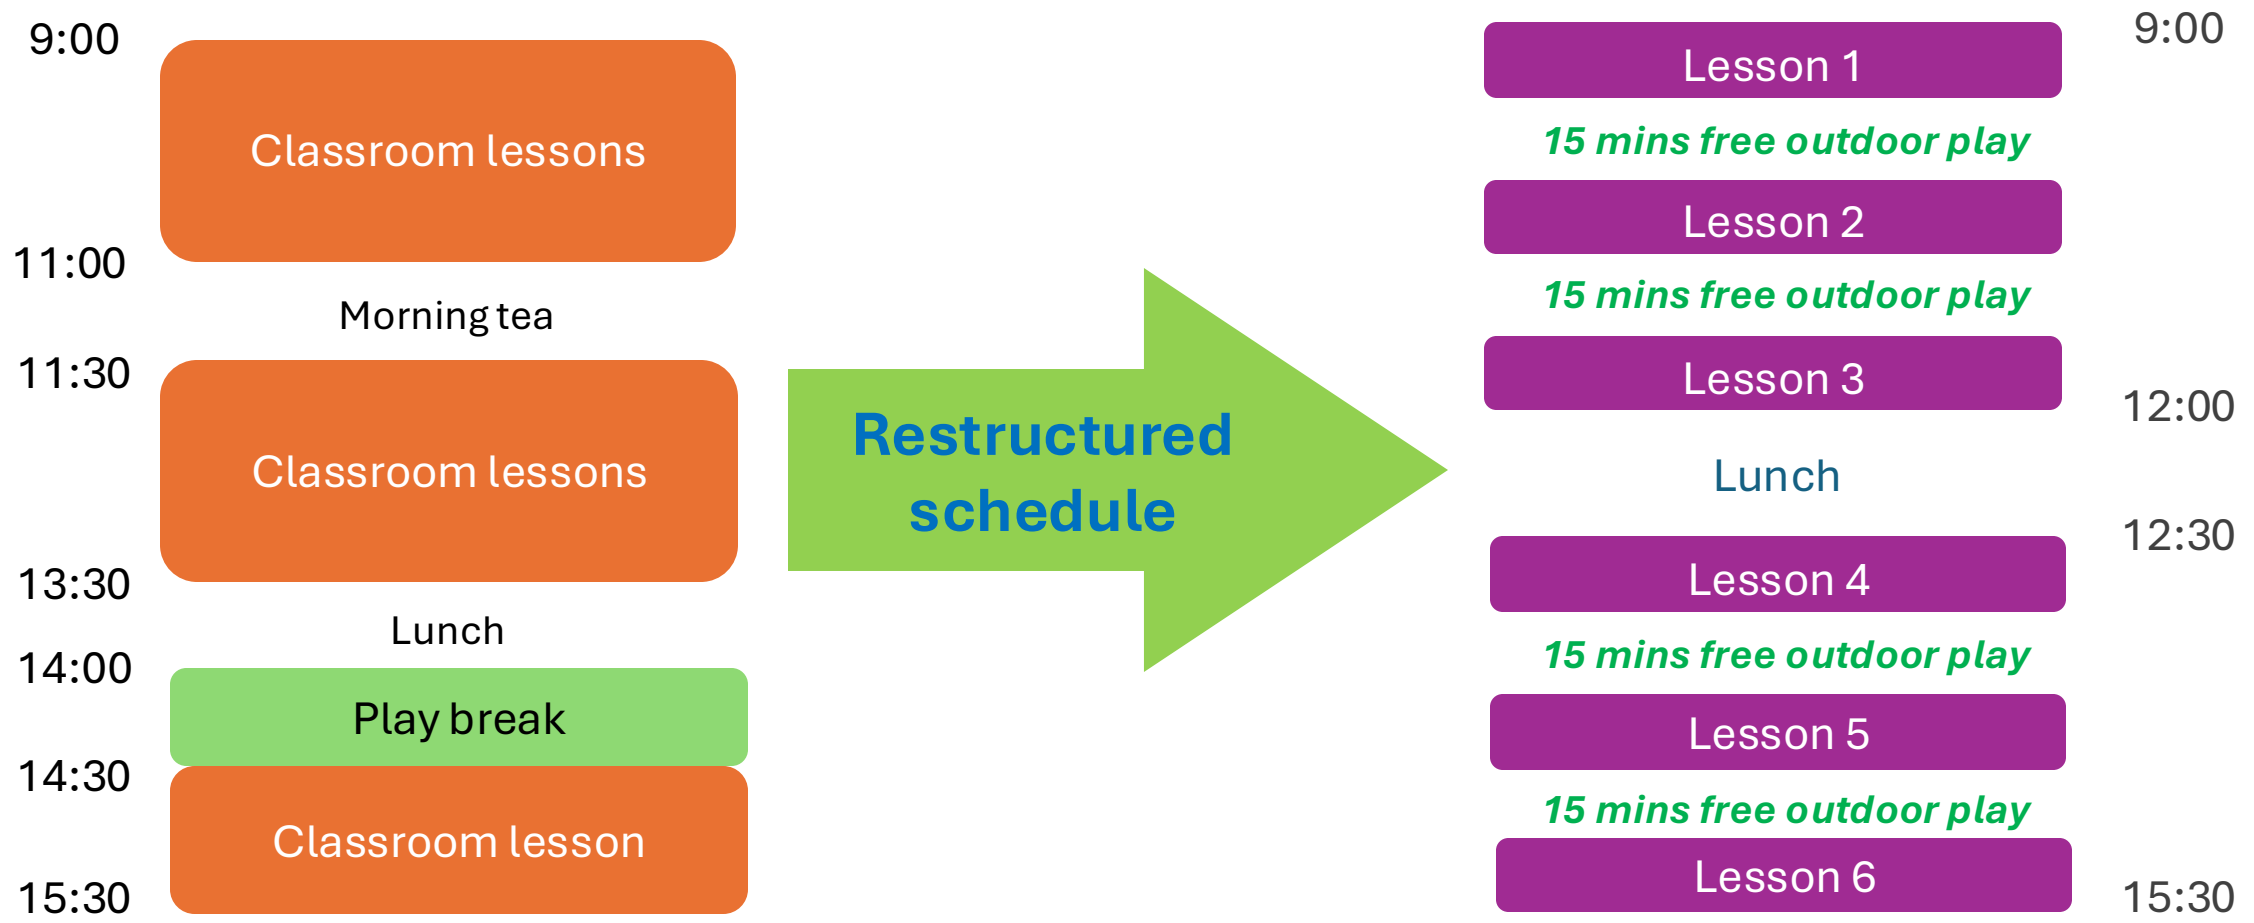 9:00
Classroom lessons
11:00
Morning tea
11:30
Classroom lessons
13:30
Lunch
14:00
Play break
14:30
Classroom lesson
15:30
Restructured
schedule
9:00
Lesson 1
15 mins free outdoor play
Lesson 2
15 mins free outdoor play
Lesson 3
12:00
Lunch
12:30
Lesson 4
15 mins free outdoor play
Lesson 5
15 mins free outdoor play
Lesson 6
15:30